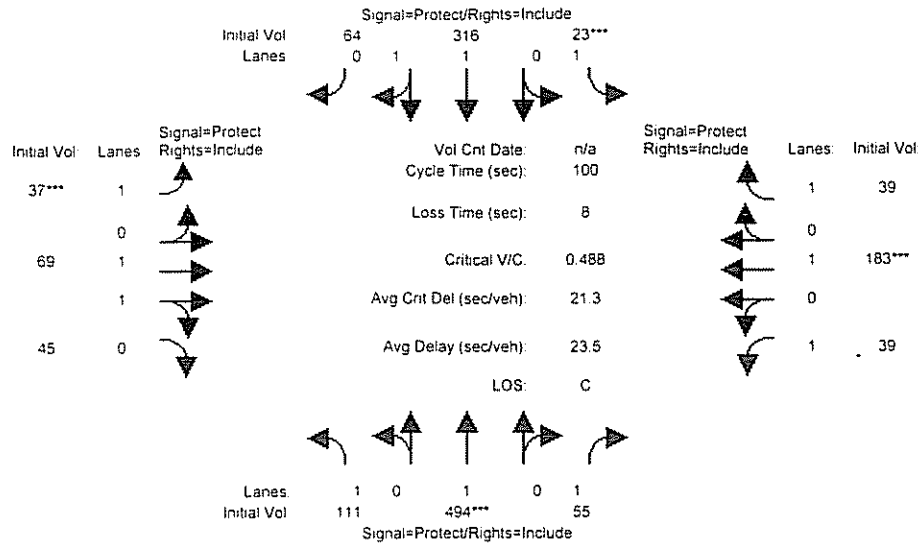 Signal=Protect/Rights=Include
Initial Vol 64 316 23***
Lanes 0 1 1 0 1
Signal=Protect
Rights=Include
Initial Vol: Lanes
37*** 1
0
69 1
1
45 0
Vol Cnt Date: n/a
Cycle Time (sec): 100
Loss Time (sec): 8
Critical V/C: 0.488
Avg Crit Del (sec/veh): 21.3
Avg Delay (sec/veh): 23.5
LOS: C
Signal=Protect
Rights=Include
Lanes: Initial Vol:
1 39
0
1 183***
0
1 39
Lanes: 1 0 1 0 1
Initial Vol 111 494*** 55
Signal=Protect/Rights=Include